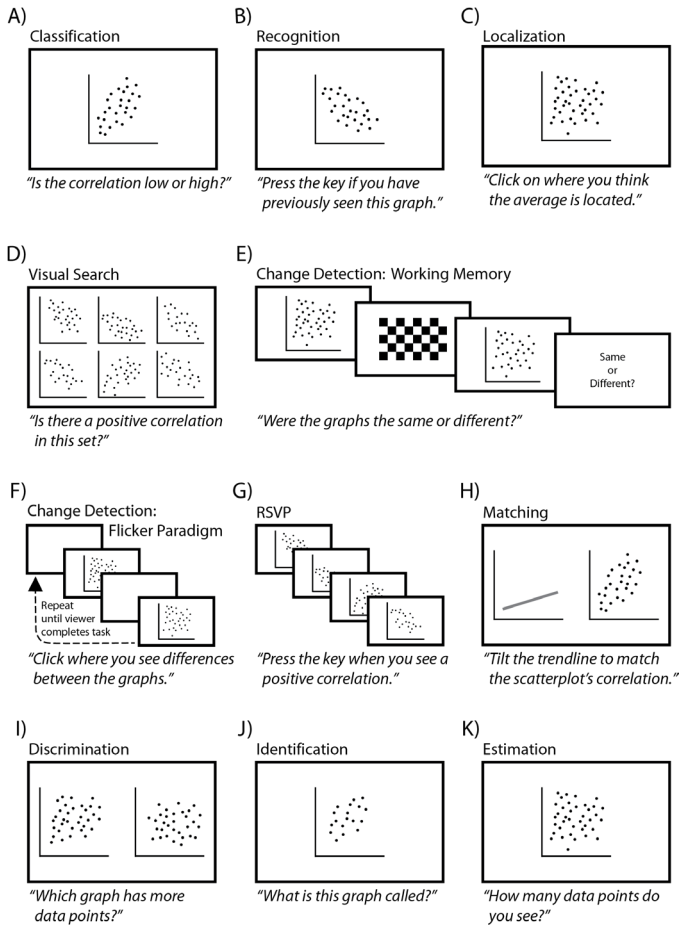 A)
Classification
"Is the correlation low or high?"
B)
Recognition
"Press the key if you have
previously seen this graph."
C)
Localization
"Click on where you think
the average is located."
D)
Visual Search
"Is there a positive correlation
in this set?"
E)
Change Detection: Working Memory
Same
or
Different?
"Were the graphs the same or different?"
F)
Change Detection:
Flicker Paradigm
Repeat
until viewer
completes task
"Click where you see differences
between the graphs."
G)
RSVP
"Press the key when you see a
positive correlation."
H)
Matching
"Tilt the trendline to match
the scatterplot's correlation."
I)
Discrimination
"Which graph has more
data points?"
J)
Identification
"What is this graph called?"
K)
Estimation
"How many data points do
you see?"